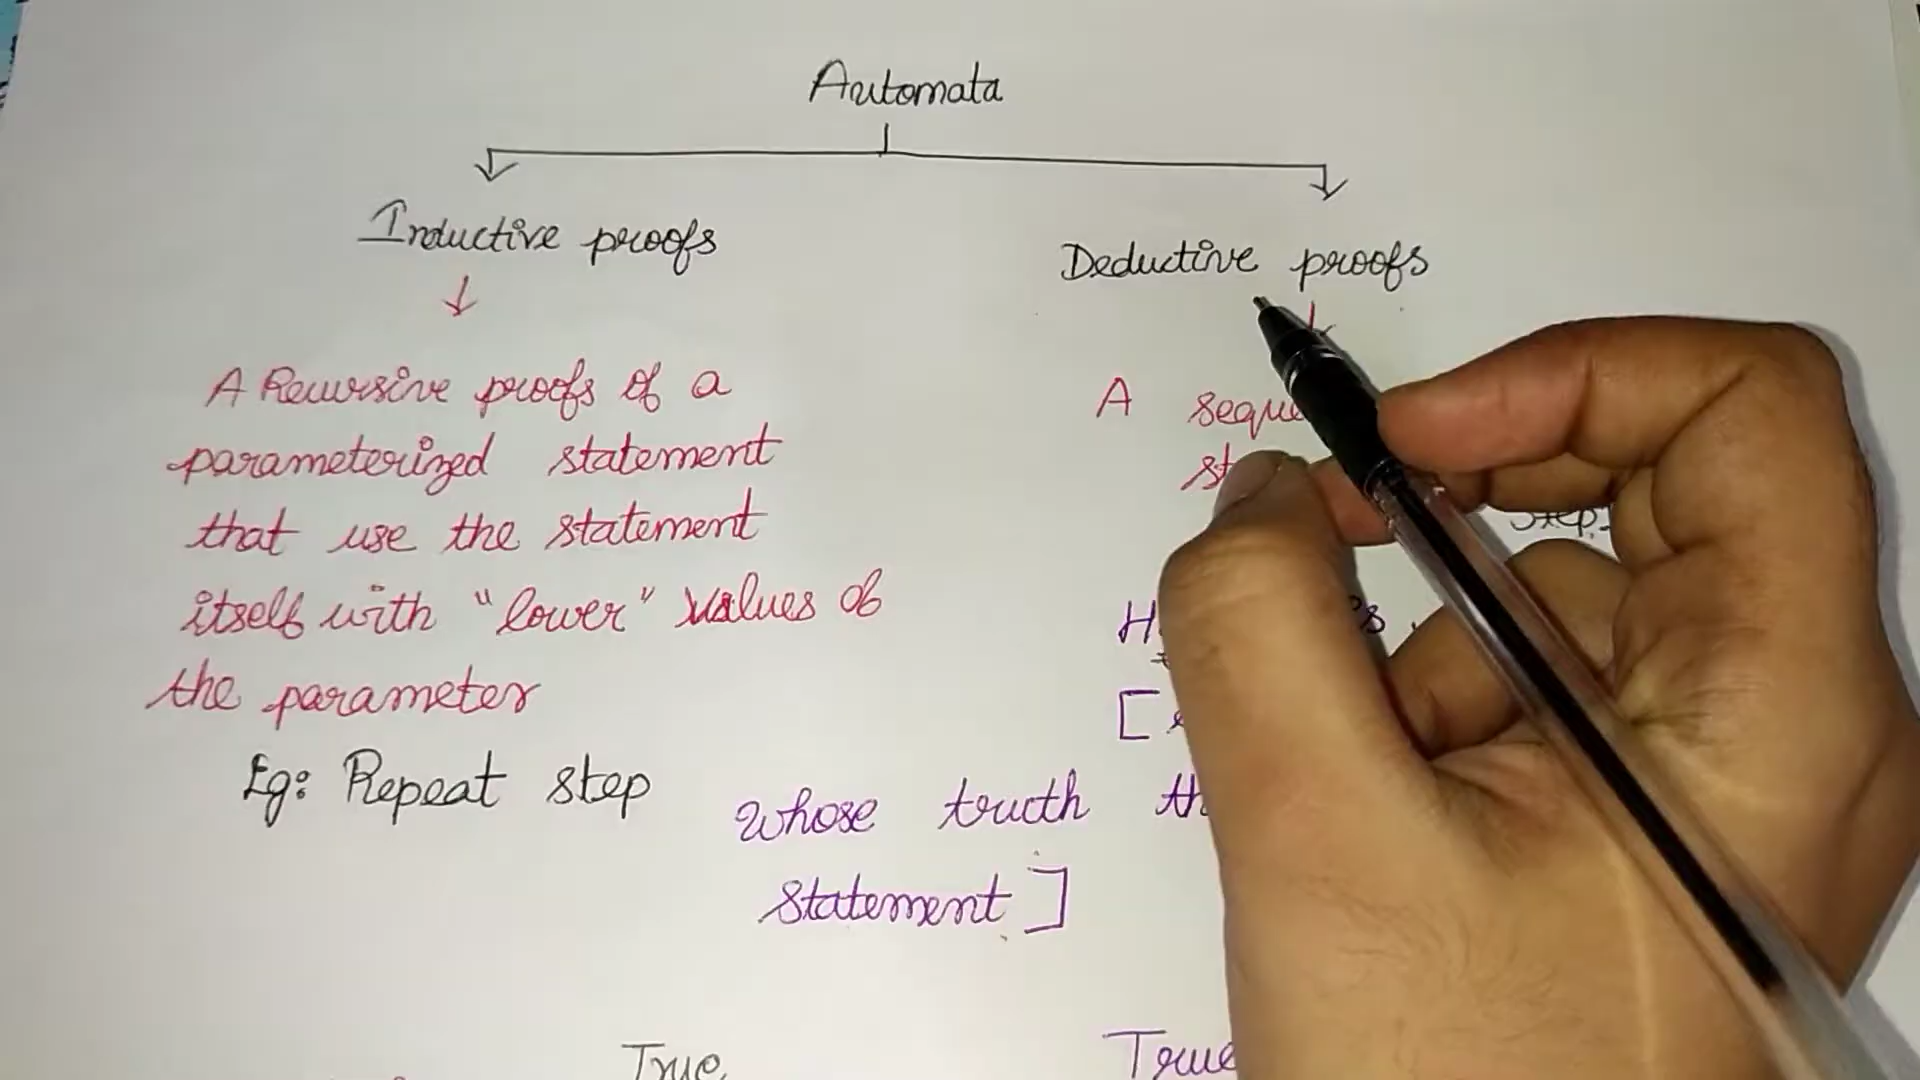 Automata
Inductive proofs
Deductive proofs
A Recursive proofs of a
parameterized statement
that use the statement
itself with "lower" values of
the parameter
Eg: Repeat step
A
Step
[
whose truth
statement]
True
True